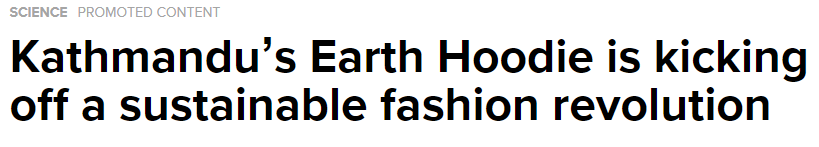 SCIENCE PROMOTED CONTENT
Kathmandu’s Earth Hoodie is kicking
off a sustainable fashion revolution